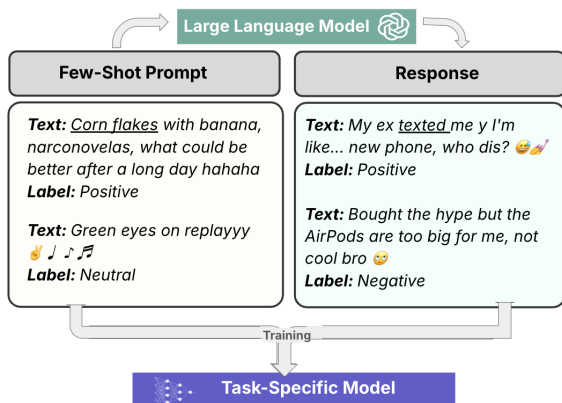 Large Language Model
Few-Shot Prompt
Text: Corn flakes with banana,
narconovelas, what could be
better after a long day hahaha
Label: Positive
Text: Green eyes on replayyy
✌️♩ ♪♬
Label: Neutral
Response
Text: My ex texted me y I'm
like... new phone, who dis? 😅💅
Label: Positive
Text: Bought the hype but the
AirPods are too big for me, not
cool bro 🙄
Label: Negative
Training
Task-Specific Model